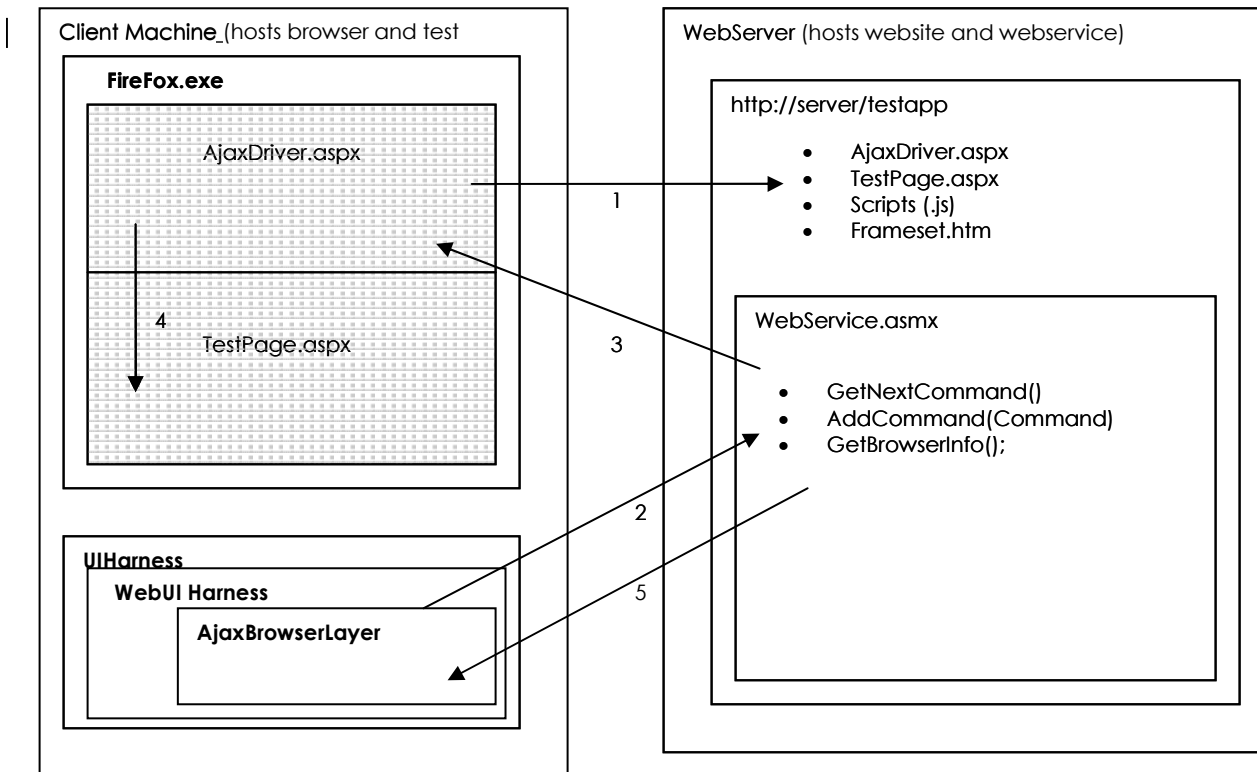 Client Machine (hosts browser and test
FireFox.exe
AjaxDriver.aspx
4
TestPage.aspx
UIHarness
WebUI Harness
AjaxBrowserLayer
1
3
2
5
WebServer (hosts website and webservice)
http://server/testapp
• AjaxDriver.aspx
• TestPage.aspx
• Scripts (.js)
• Frameset.htm
WebService.asmx
• GetNextCommand()
• AddCommand(Command)
• GetBrowserInfo();